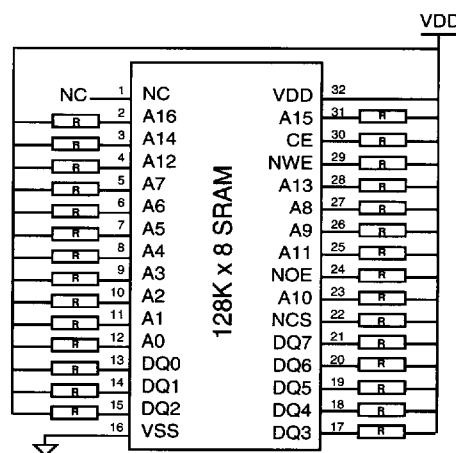 VDD
NC 1 NC VDD 32
R 2 A16 A15 31 R
R 3 A14 CE 30 R
R 4 A12 NWE 29 R
R 5 A7 A13 28 R
R 6 A6 A8 27 R
R 7 A5 A9 26 R
R 8 A4 A11 25 R
R 9 A3 NOE 24 R
R 10 A2 A10 23 R
R 11 A1 NCS 22 R
R 12 A0 DQ7 21 R
R 13 DQ0 DQ6 20 R
R 14 DQ1 DQ5 19 R
R 15 DQ2 DQ4 18 R
16 VSS DQ3 17 R
128K x 8 SRAM